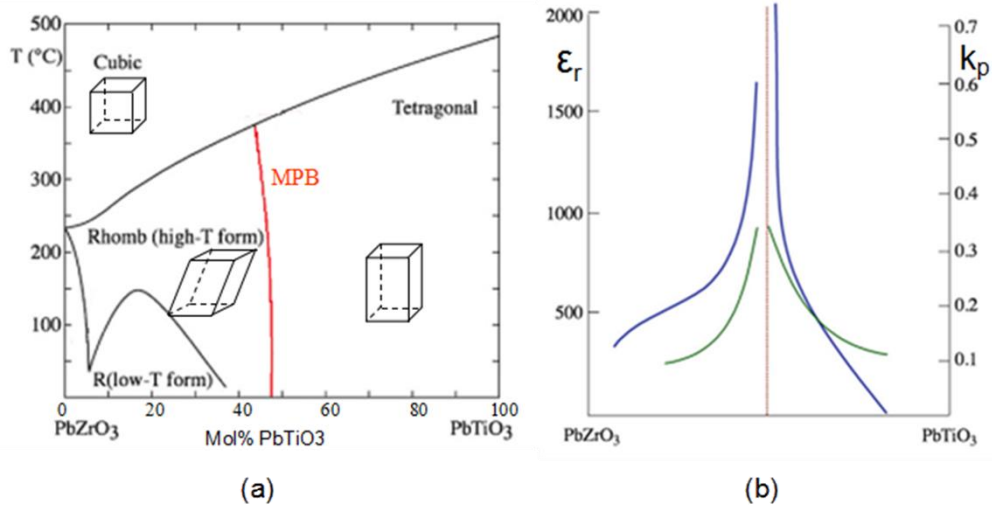 500
T (°C)
400
300
200
100
Cubic
Tetragonal
MPB
Rhomb (high-T form)
R(low-T form)
0 20 40 60 80 100
PbZrO₃ Mol% PbTiO3 PbTiO₃
(a)
2000
εᵣ
1500
1000
500
0.7
kₚ
0.6
0.5
0.4
0.3
0.2
0.1
PbZrO₃ PbTiO₃
(b)